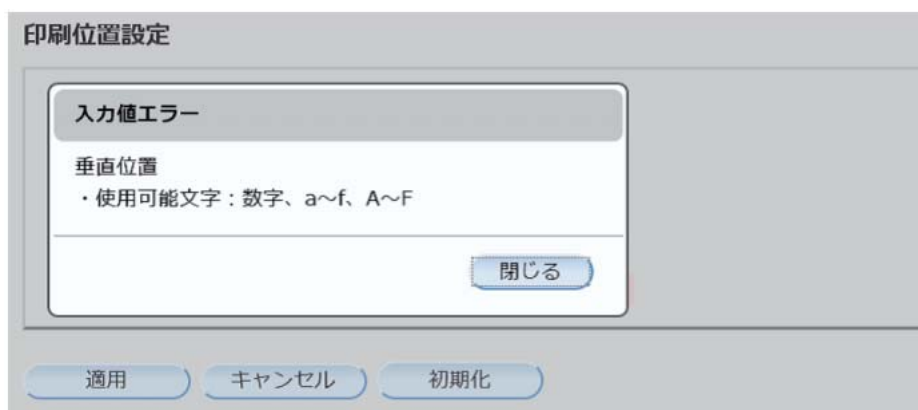 印刷位置設定
入力値エラー
垂直位置
・使用可能文字：数字、a～f、A～F
閉じる
適用
キャンセル
初期化